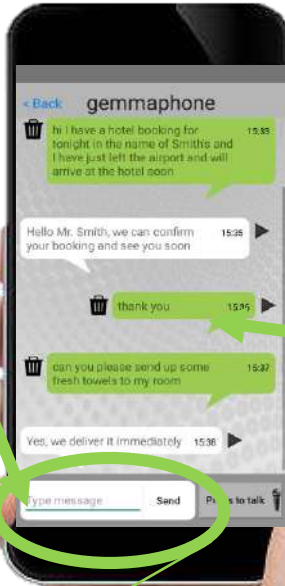 < Back gemmaphone
hi I have a hotel booking for
tonight in the name of Smith's and
I have just left the airport and will
arrive at the hotel soon
15:35
Hello Mr. Smith, we can confirm
your booking and see you soon
15:35
thank you 15:35
can you please send up some
fresh towels to my room
15:37
Yes, we deliver it immediately 15:38
Type message Send Press to talk